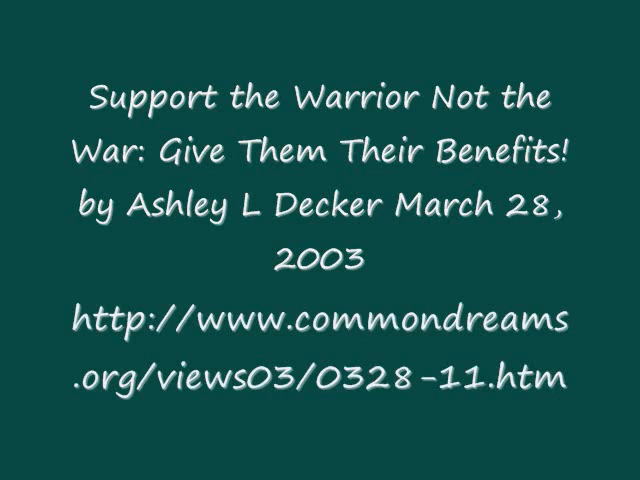 Support the Warrior Not the
War: Give Them Their Benefits!
by Ashley L Decker March 28,
2003
http://www.commondreams
.org/views03/0328-11.htm